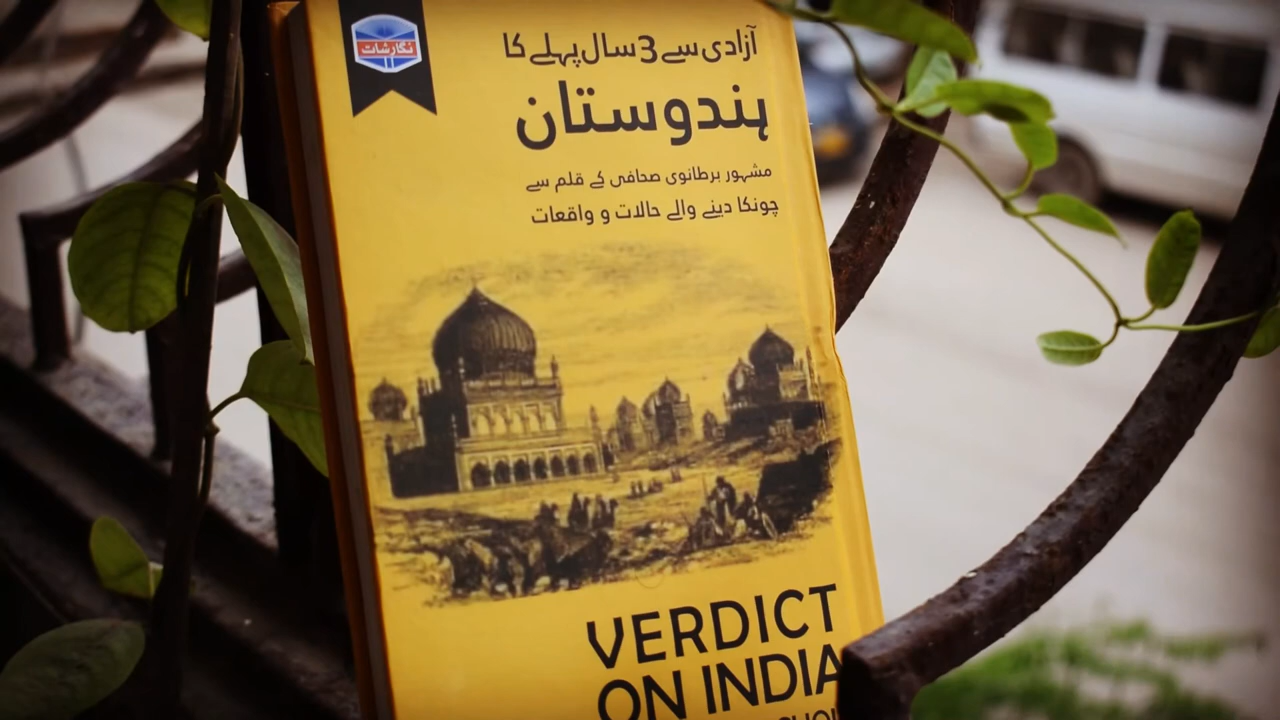 نگارشات
آزادی سے 3 سال پہلے کا
ہندوستان
مشہور برطانوی صحافی کے قلم سے
چونکا دینے والے حالات و واقعات
VERDICT
ON INDIA